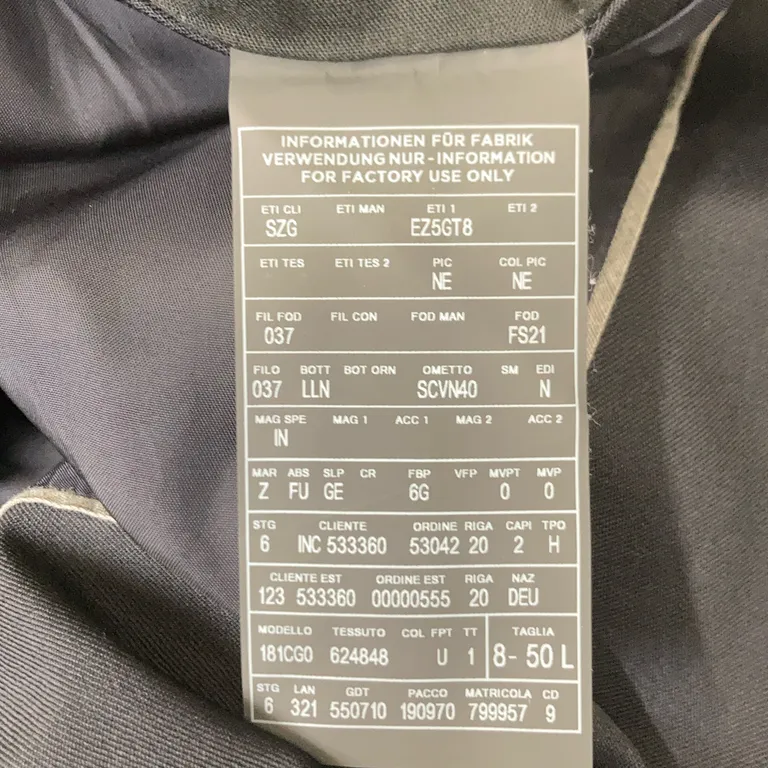 INFORMATIONEN FÜR FABRIK
VERWENDUNG NUR - INFORMATION
FOR FACTORY USE ONLY
ETI CLI ETI MAN ETI 1 ETI 2
SZG EZ5GT8
ETI TES ETI TES 2 PIC COL PIC
NE NE
FIL FOD FIL CON FOD MAN FOD
037 FS21
FILO BOTT BOT ORN OMETTO SM EDI
037 LLN SCVN40 N
MAG SPE MAG 1 ACC 1 MAG 2 ACC 2
IN
MAR ABS SLP CR FBP VFP MVPT MVP
Z FU GE 6G 0 0
STG CLIENTE ORDINE RIGA CAPI TPO
6 INC 533360 53042 20 2 H
CLIENTE EST ORDINE EST RIGA NAZ
123 533360 00000555 20 DEU
MODELLO TESSUTO COL FPT TT TAGLIA
181CG0 624848 U 1 8- 50 L
STG LAN GDT PACCO MATRICOLA CD
6 321 550710 190970 799957 9